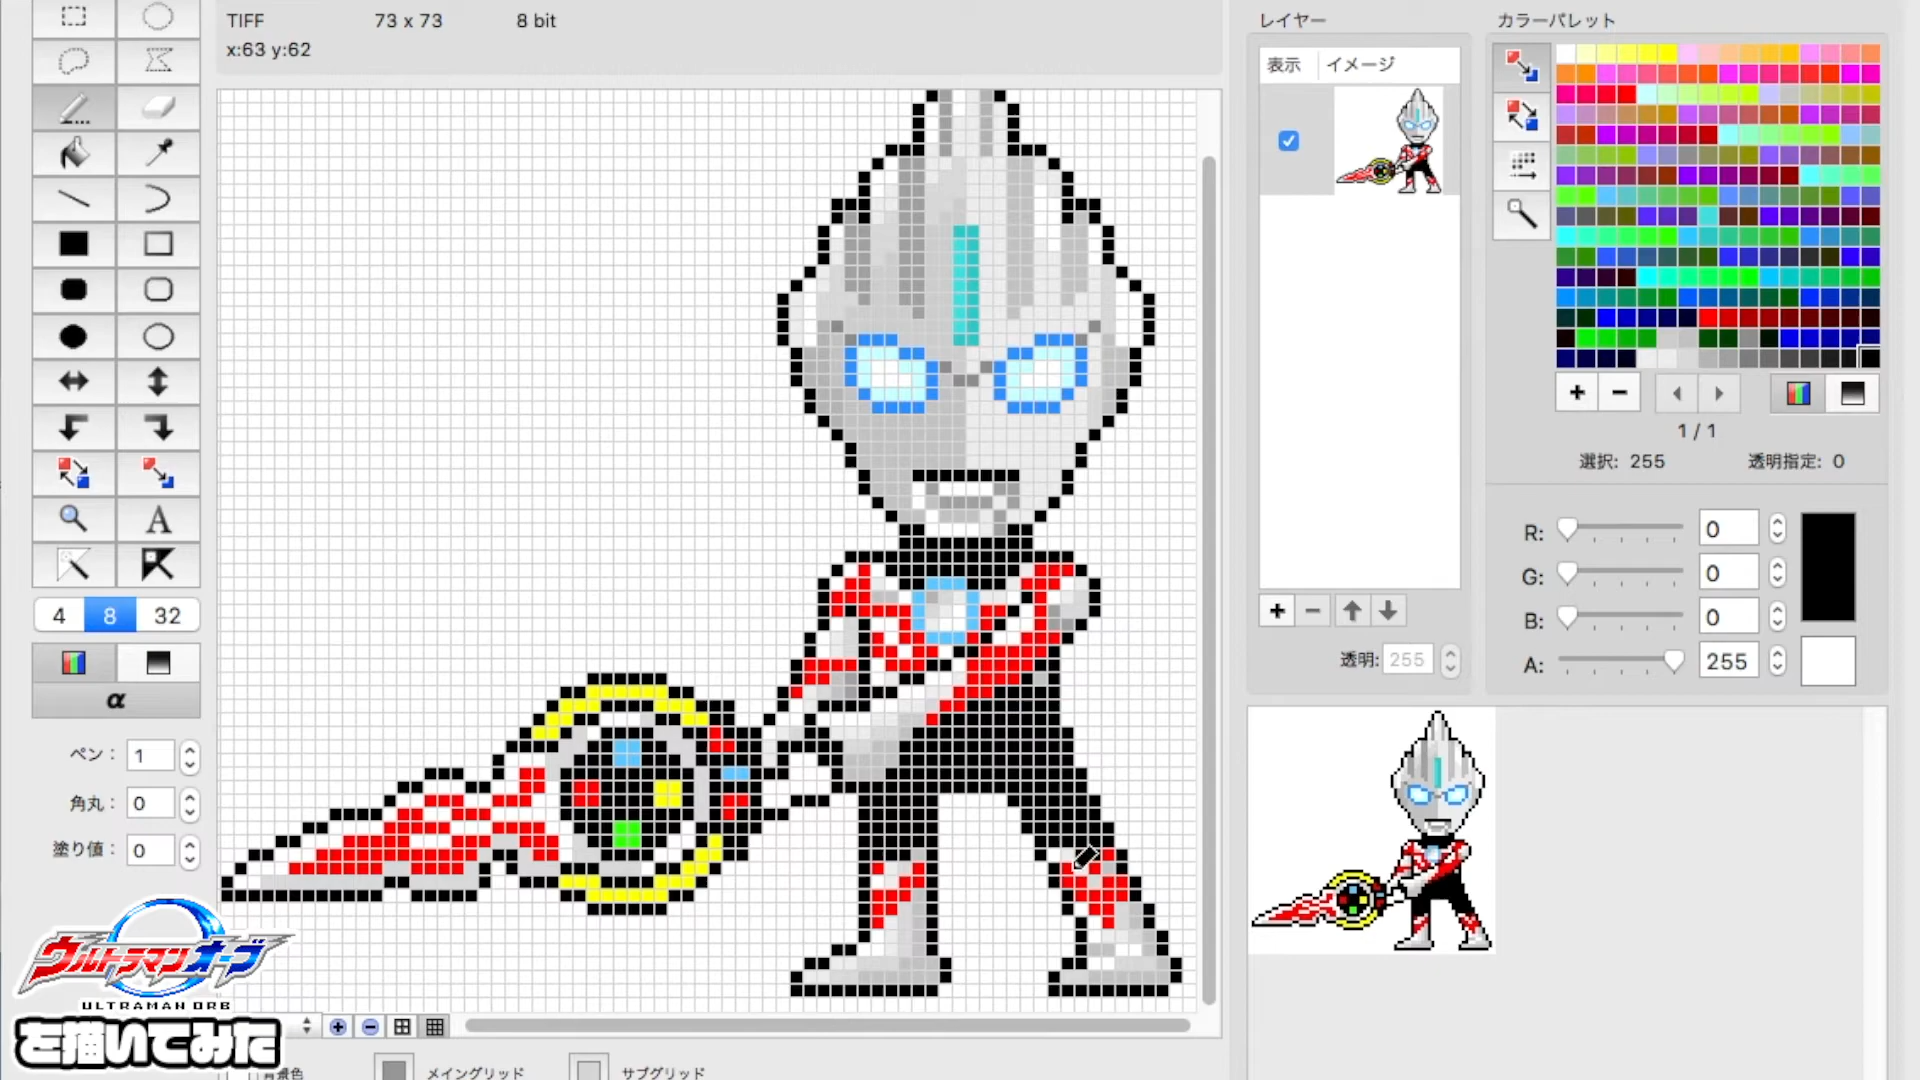 TIFF 73 x 73 8 bit
x:63 y:62
4 8 32
α
ペン： 1
角丸： 0
塗り値： 0
A
レイヤー
表示 イメージ
透明: 255
カラーパレット
1 / 1
選択: 255 透明指定: 0
R: 0
G: 0
B: 0
A: 255
ウルトラマンオーブ
ULTRAMAN ORB
を描いてみた
背景色 メイングリッド サブグリッド